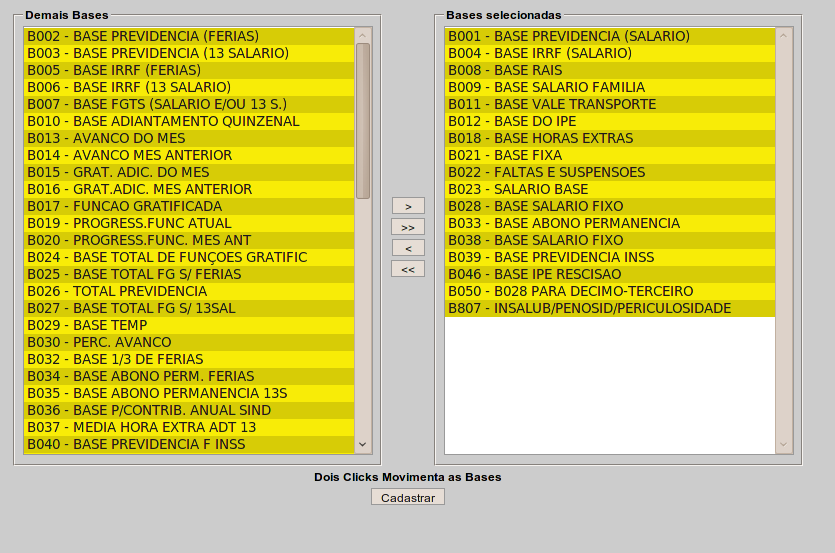 Demais Bases
B002 - BASE PREVIDENCIA (FERIAS)
B003 - BASE PREVIDENCIA (13 SALARIO)
B005 - BASE IRRF (FERIAS)
B006 - BASE IRRF (13 SALARIO)
B007 - BASE FGTS (SALARIO E/OU 13 S.)
B010 - BASE ADIANTAMENTO QUINZENAL
B013 - AVANCO DO MES
B014 - AVANCO MES ANTERIOR
B015 - GRAT. ADIC. DO MES
B016 - GRAT.ADIC. MES ANTERIOR
B017 - FUNCAO GRATIFICADA
B019 - PROGRESS.FUNC ATUAL
B020 - PROGRESS.FUNC. MES ANT
B024 - BASE TOTAL DE FUNÇOES GRATIFIC
B025 - BASE TOTAL FG S/ FERIAS
B026 - TOTAL PREVIDENCIA
B027 - BASE TOTAL FG S/ 13SAL
B029 - BASE TEMP
B030 - PERC. AVANCO
B032 - BASE 1/3 DE FERIAS
B034 - BASE ABONO PERM. FERIAS
B035 - BASE ABONO PERMANENCIA 13S
B036 - BASE P/CONTRIB. ANUAL SIND
B037 - MEDIA HORA EXTRA ADT 13
B040 - BASE PREVIDENCIA F INSS
>
>>
<
<<
Bases selecionadas
B001 - BASE PREVIDENCIA (SALARIO)
B004 - BASE IRRF (SALARIO)
B008 - BASE RAIS
B009 - BASE SALARIO FAMILIA
B011 - BASE VALE TRANSPORTE
B012 - BASE DO IPE
B018 - BASE HORAS EXTRAS
B021 - BASE FIXA
B022 - FALTAS E SUSPENSOES
B023 - SALARIO BASE
B028 - BASE SALARIO FIXO
B033 - BASE ABONO PERMANENCIA
B038 - BASE SALARIO FIXO
B039 - BASE PREVIDENCIA INSS
B046 - BASE IPE RESCISAO
B050 - B028 PARA DECIMO-TERCEIRO
B807 - INSALUB/PENOSID/PERICULOSIDADE
Dois Clicks Movimenta as Bases
Cadastrar